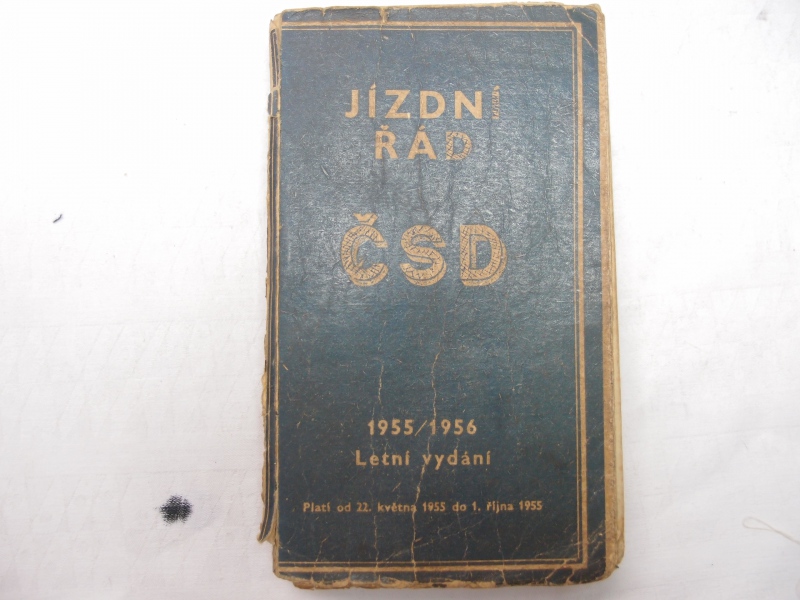 JÍZDNÍ
ŘÁD
ČSD
1955/1956
Letní vydání
Platí od 22. května 1955 do 1. října 1955